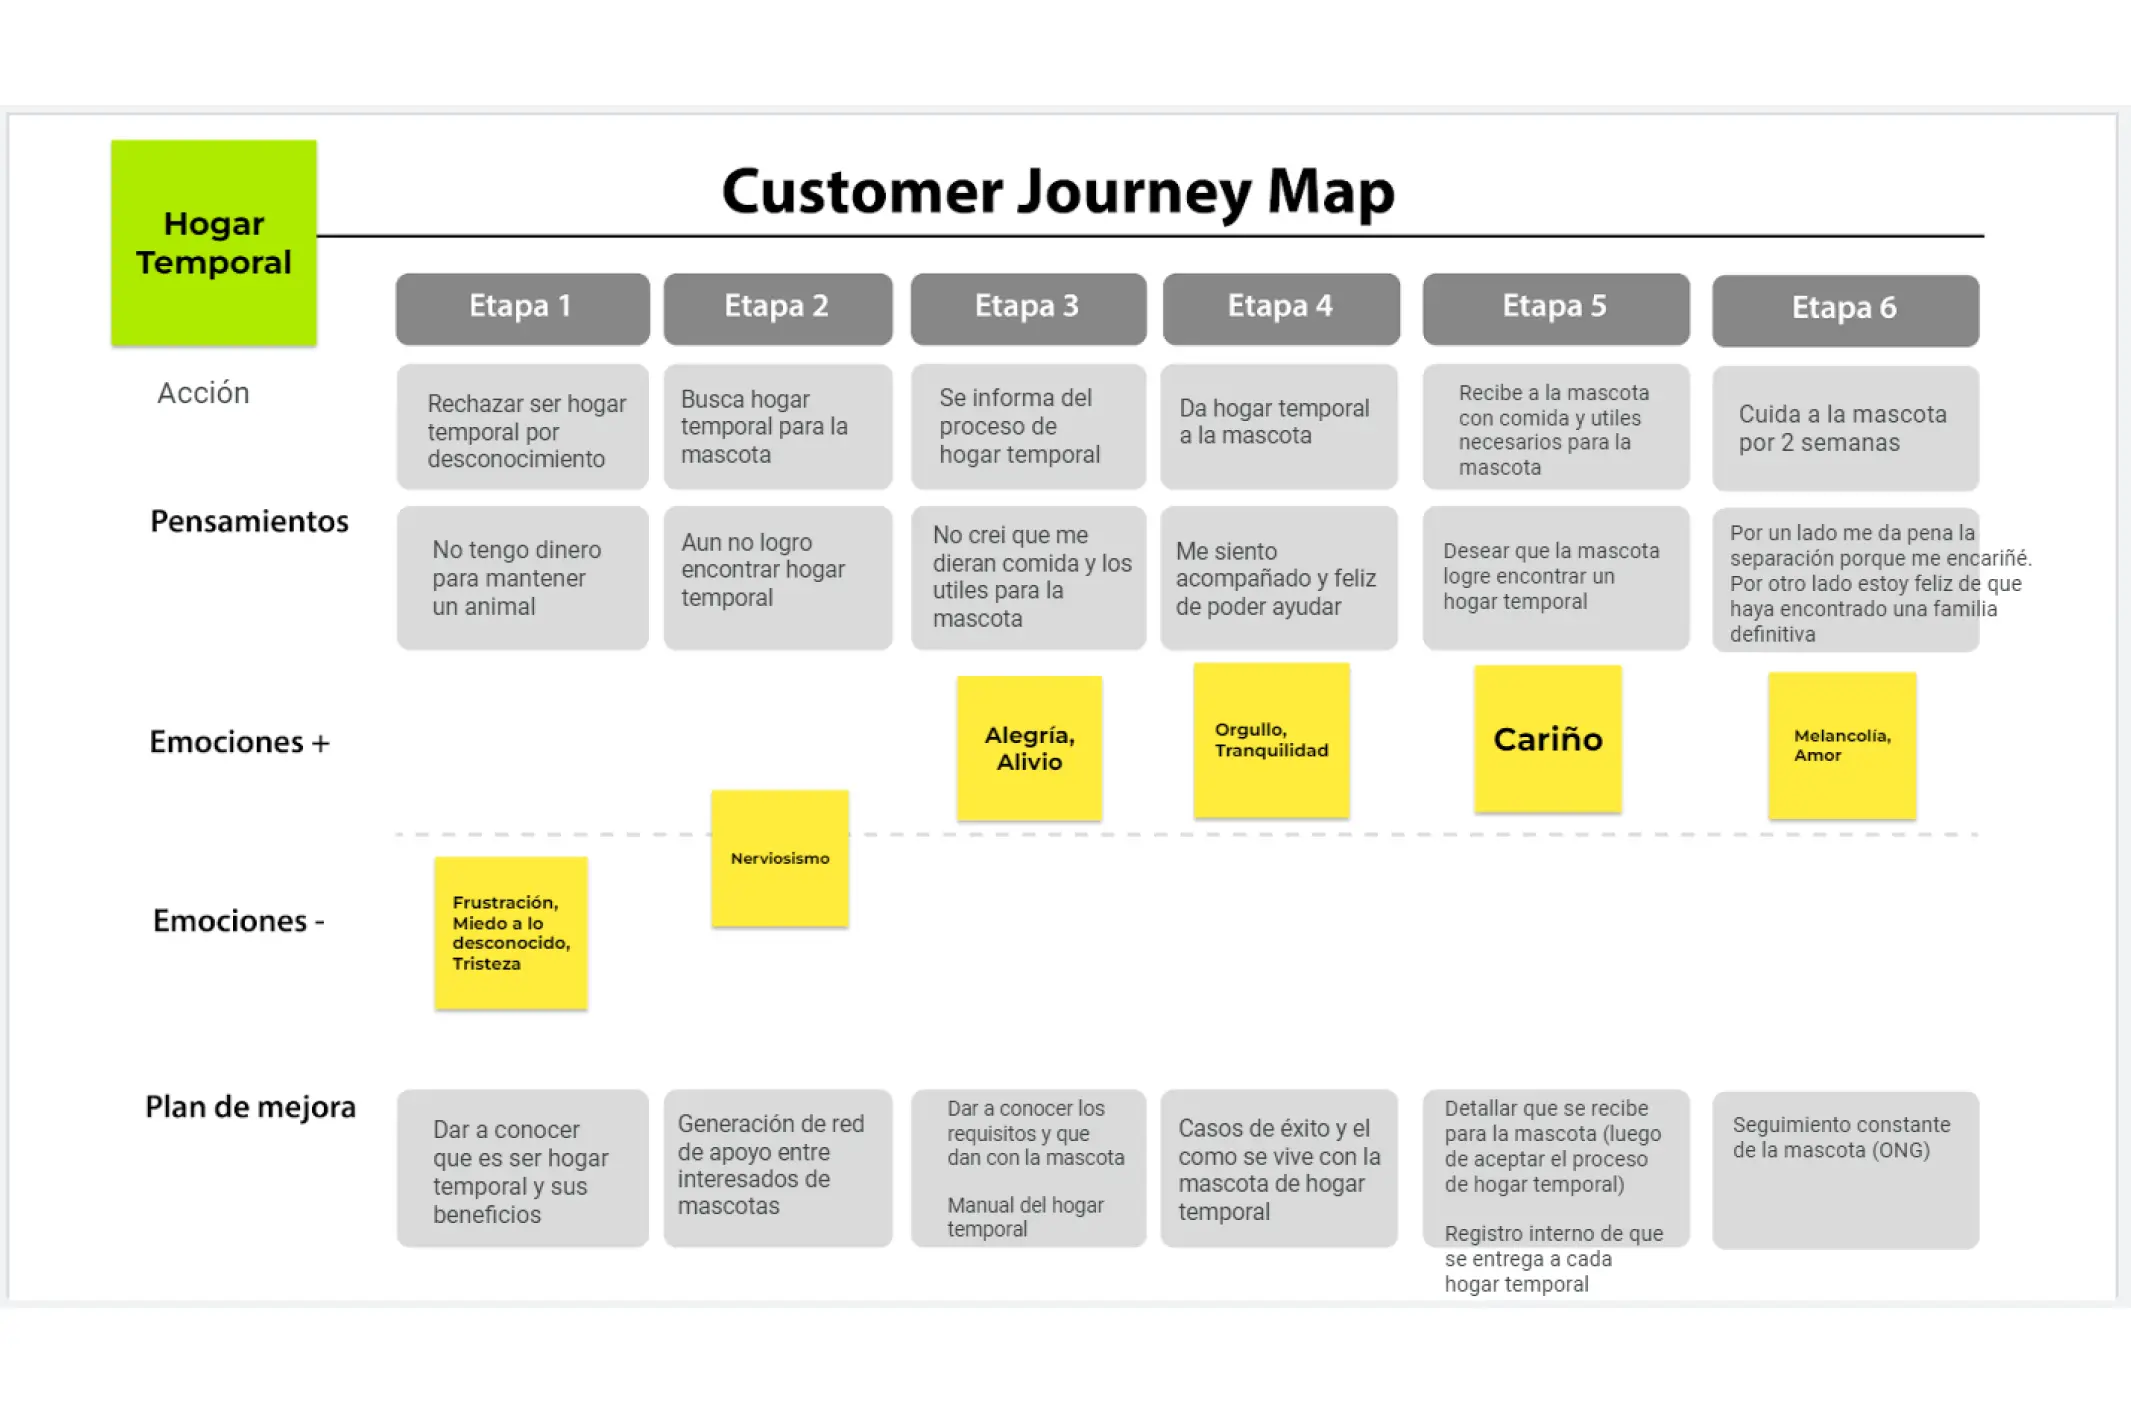 Hogar
Temporal
Customer Journey Map
Etapa 1
Etapa 2
Etapa 3
Etapa 4
Etapa 5
Etapa 6
Acción
Rechazar ser hogar
temporal por
desconocimiento
Busca hogar
temporal para la
mascota
Se informa del
proceso de
hogar temporal
Da hogar temporal
a la mascota
Recibe a la mascota
con comida y utiles
necesarios para la
mascota
Cuida a la mascota
por 2 semanas
Pensamientos
No tengo dinero
para mantener
un animal
Aun no logro
encontrar hogar
temporal
No crei que me
dieran comida y los
utiles para la
mascota
Me siento
acompañado y feliz
de poder ayudar
Desear que la mascota
logre encontrar un
hogar temporal
Por un lado me da pena la
separación porque me encariñé.
Por otro lado estoy feliz de que
haya encontrado una familia
definitiva
Emociones +
Alegría,
Alivio
Orgullo,
Tranquilidad
Cariño
Melancolía,
Amor
Nerviosismo
Emociones -
Frustración,
Miedo a lo
desconocido,
Tristeza
Plan de mejora
Dar a conocer
que es ser hogar
temporal y sus
beneficios
Generación de red
de apoyo entre
interesados de
mascotas
Dar a conocer los
requisitos y que
dan con la mascota
Manual del hogar
temporal
Casos de éxito y el
como se vive con la
mascota de hogar
temporal
Detallar que se recibe
para la mascota (luego
de aceptar el proceso
de hogar temporal)
Registro interno de que
se entrega a cada
hogar temporal
Seguimiento constante
de la mascota (ONG)